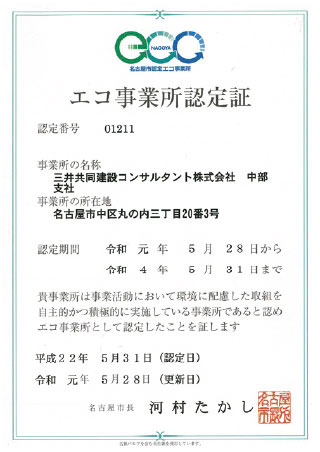 eco
NAGOYA
名古屋市認定エコ事業所
エコ事業所認定証
認定番号 01211
事業所の名称
三井共同建設コンサルタント株式会社 中部
支社
事業所の所在地
名古屋市中区丸の内三丁目20番3号
認定期間 令和 元年 5月 28日から
令和 4年 5月 31日まで
貴事業所は事業活動において環境に配慮した取組を
自主的かつ積極的に実施している事業所であると認め
エコ事業所として認定したことを証します
平成22年 5月31日(認定日)
令和 元年 5月28日(更新日)
名古屋市長 河村たかし